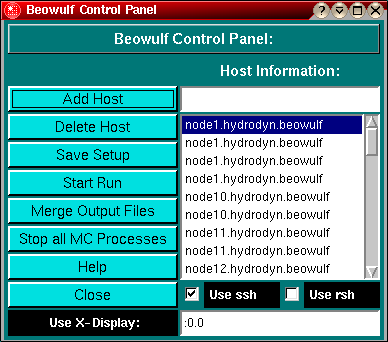 Beowulf Control Panel
Beowulf Control Panel:
Host Information:
Add Host
Delete Host
Save Setup
Start Run
Merge Output Files
Stop all MC Processes
Help
Close
node1.hydrodyn.beowulf
node1.hydrodyn.beowulf
node1.hydrodyn.beowulf
node1.hydrodyn.beowulf
node10.hydrodyn.beowulf
node10.hydrodyn.beowulf
node11.hydrodyn.beowulf
node11.hydrodyn.beowulf
node12.hydrodyn.beowulf
Use ssh
Use rsh
Use X-Display:
:0.0